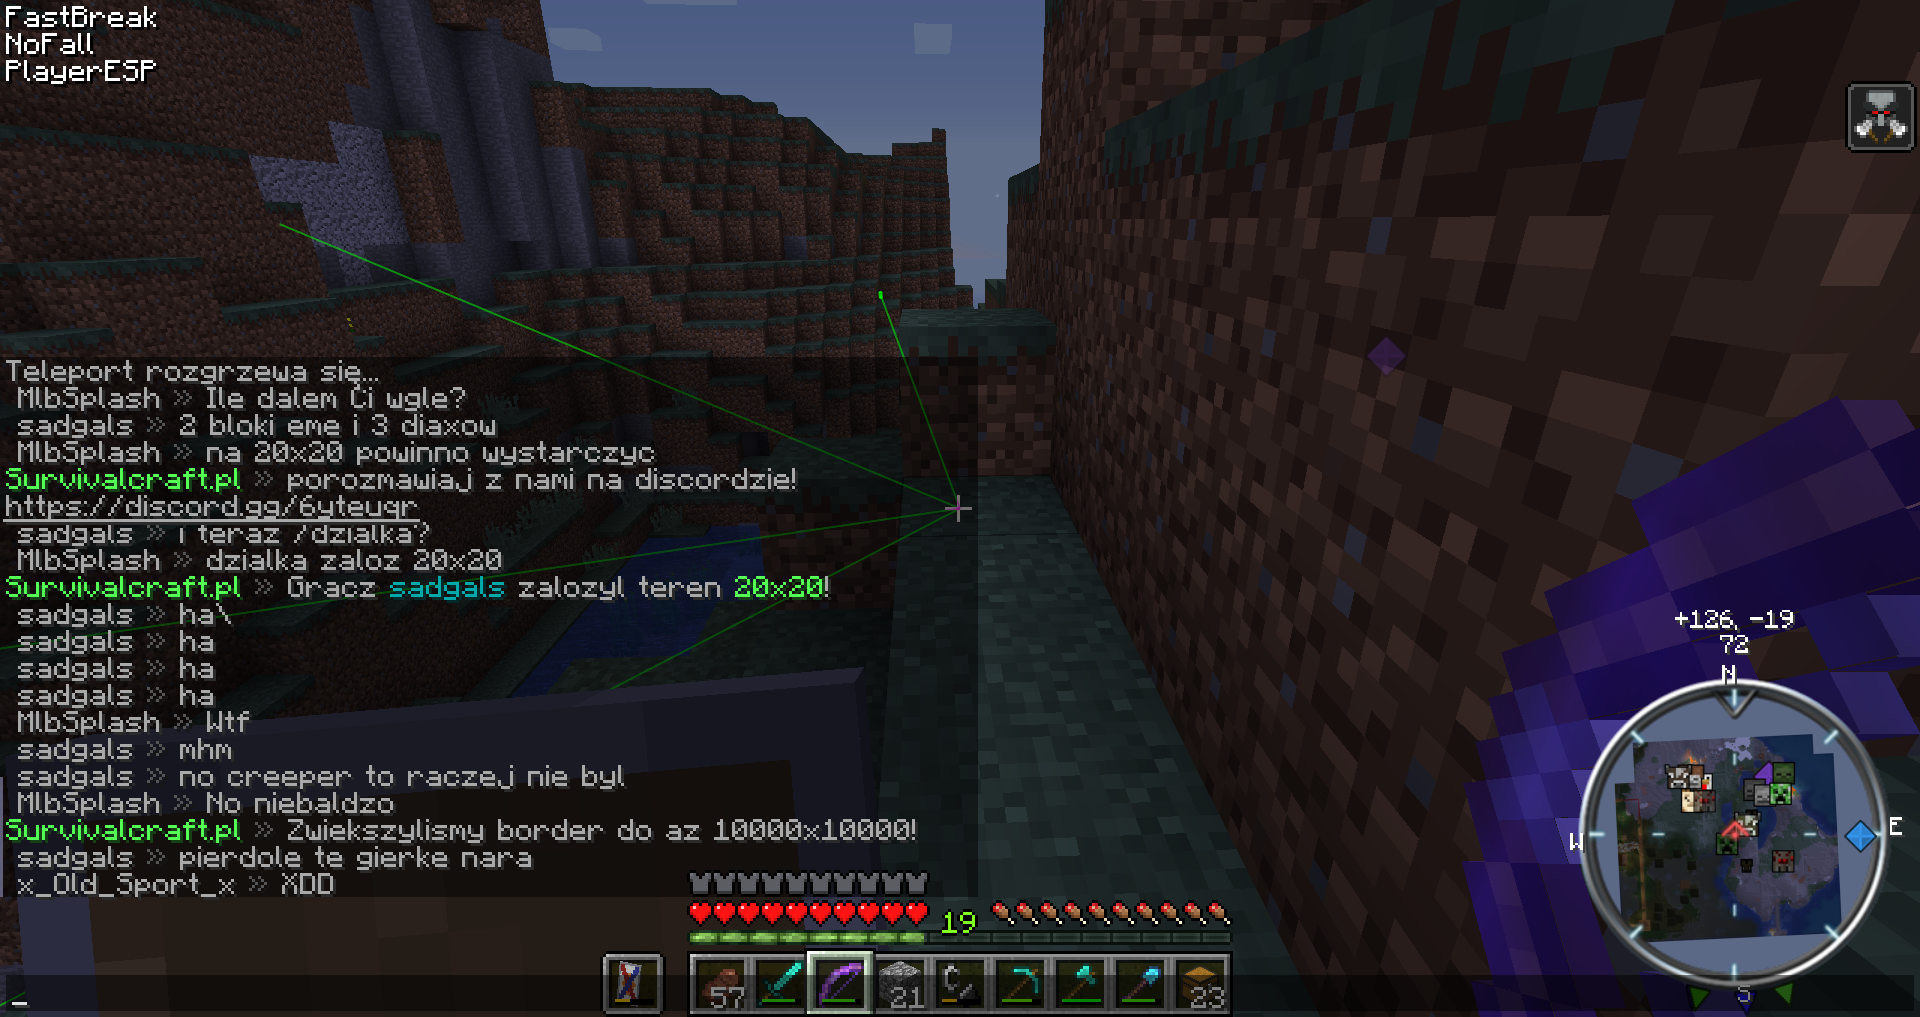 FastBreak
NoFall
PlayerESP
Teleport rozgrzewa się...
MlbSplash » Ile dalem Ci wgle?
sadgals » 2 bloki eme i 3 diaxow
MlbSplash » na 20x20 powinno wystarczyc
Survivalcraft.pl » porozmawiaj z nami na discordzie!
https://discord.gg/6yteuqr
sadgals » i teraz /dzialka?
MlbSplash » dzialka zaloz 20x20
Survivalcraft.pl » Gracz sadgals zalozyl teren 20x20!
sadgals » ha\
sadgals » ha
sadgals » ha
sadgals » ha
MlbSplash » Wtf
sadgals » mhm
sadgals » no creeper to raczej nie byl
MlbSplash » No niebaldzo
Survivalcraft.pl » Zwiekszylismy border do az 10000x10000!
sadgals » pierdole te gierke nara
x_Old_Sport_x » XDD
+126, -19
72
N
W
E
S
19
57
21
23
_